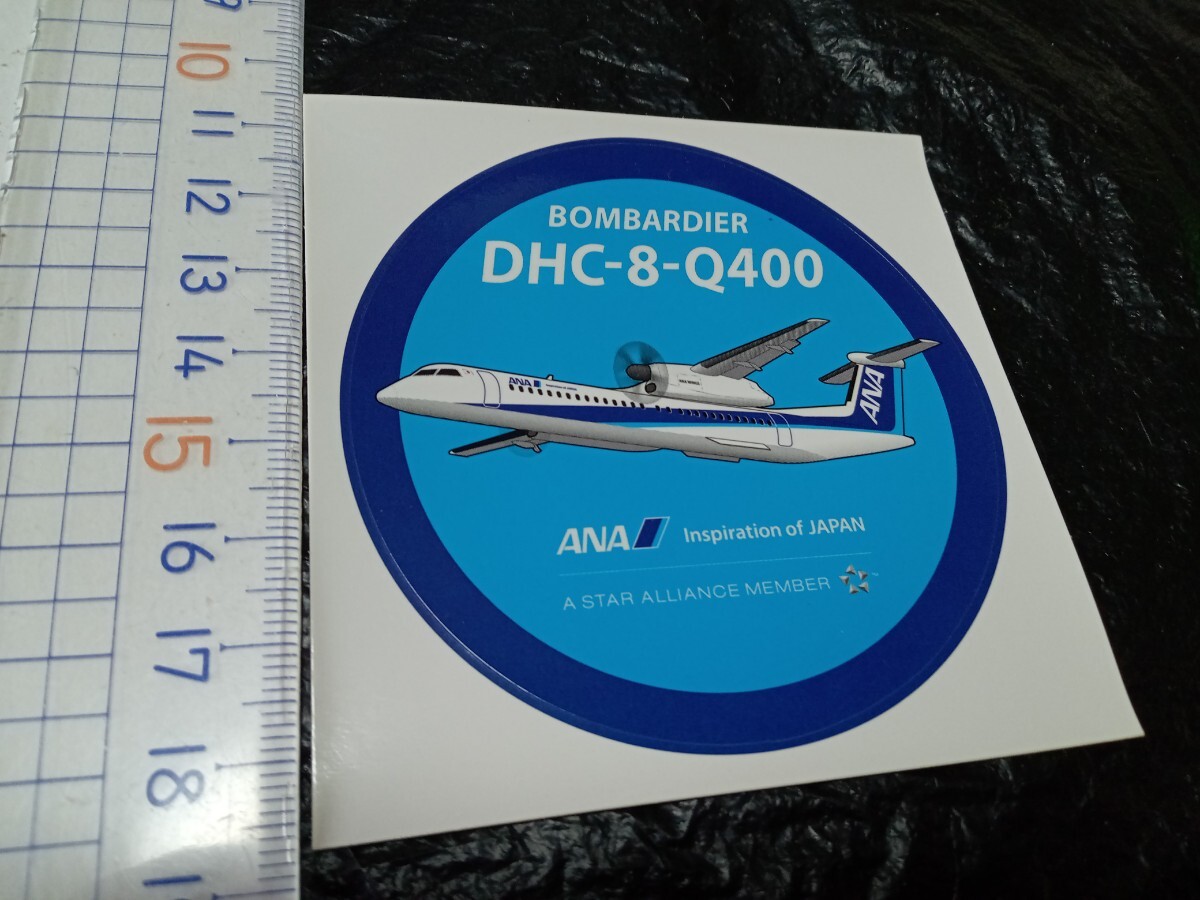 9
10
11
12
13
14
15
16
17
18
BOMBARDIER
DHC-8-Q400
ANA
ANA
ANA Inspiration of JAPAN
A STAR ALLIANCE MEMBER